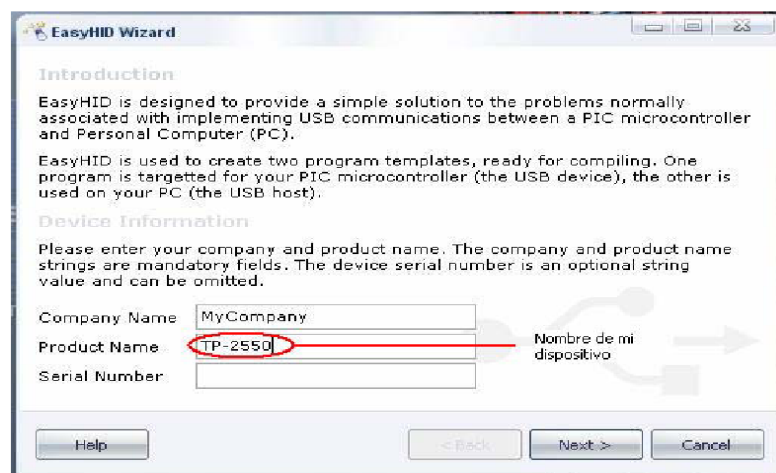 EasyHID Wizard
Introduction
EasyHID is designed to provide a simple solution to the problems normally
associated with implementing USB communications between a PIC microcontroller
and Personal Computer (PC).
EasyHID is used to create two program templates, ready for compiling. One
program is targetted for your PIC microcontroller (the USB device), the other is
used on your PC (the USB host).
Device Information
Please enter your company and product name. The company and product name
strings are mandatory fields. The device serial number is an optional string
value and can be omitted.
Company Name MyCompany
Product Name TP-2550
Nombre de mi
dispositivo
Serial Number
Help < Back Next > Cancel